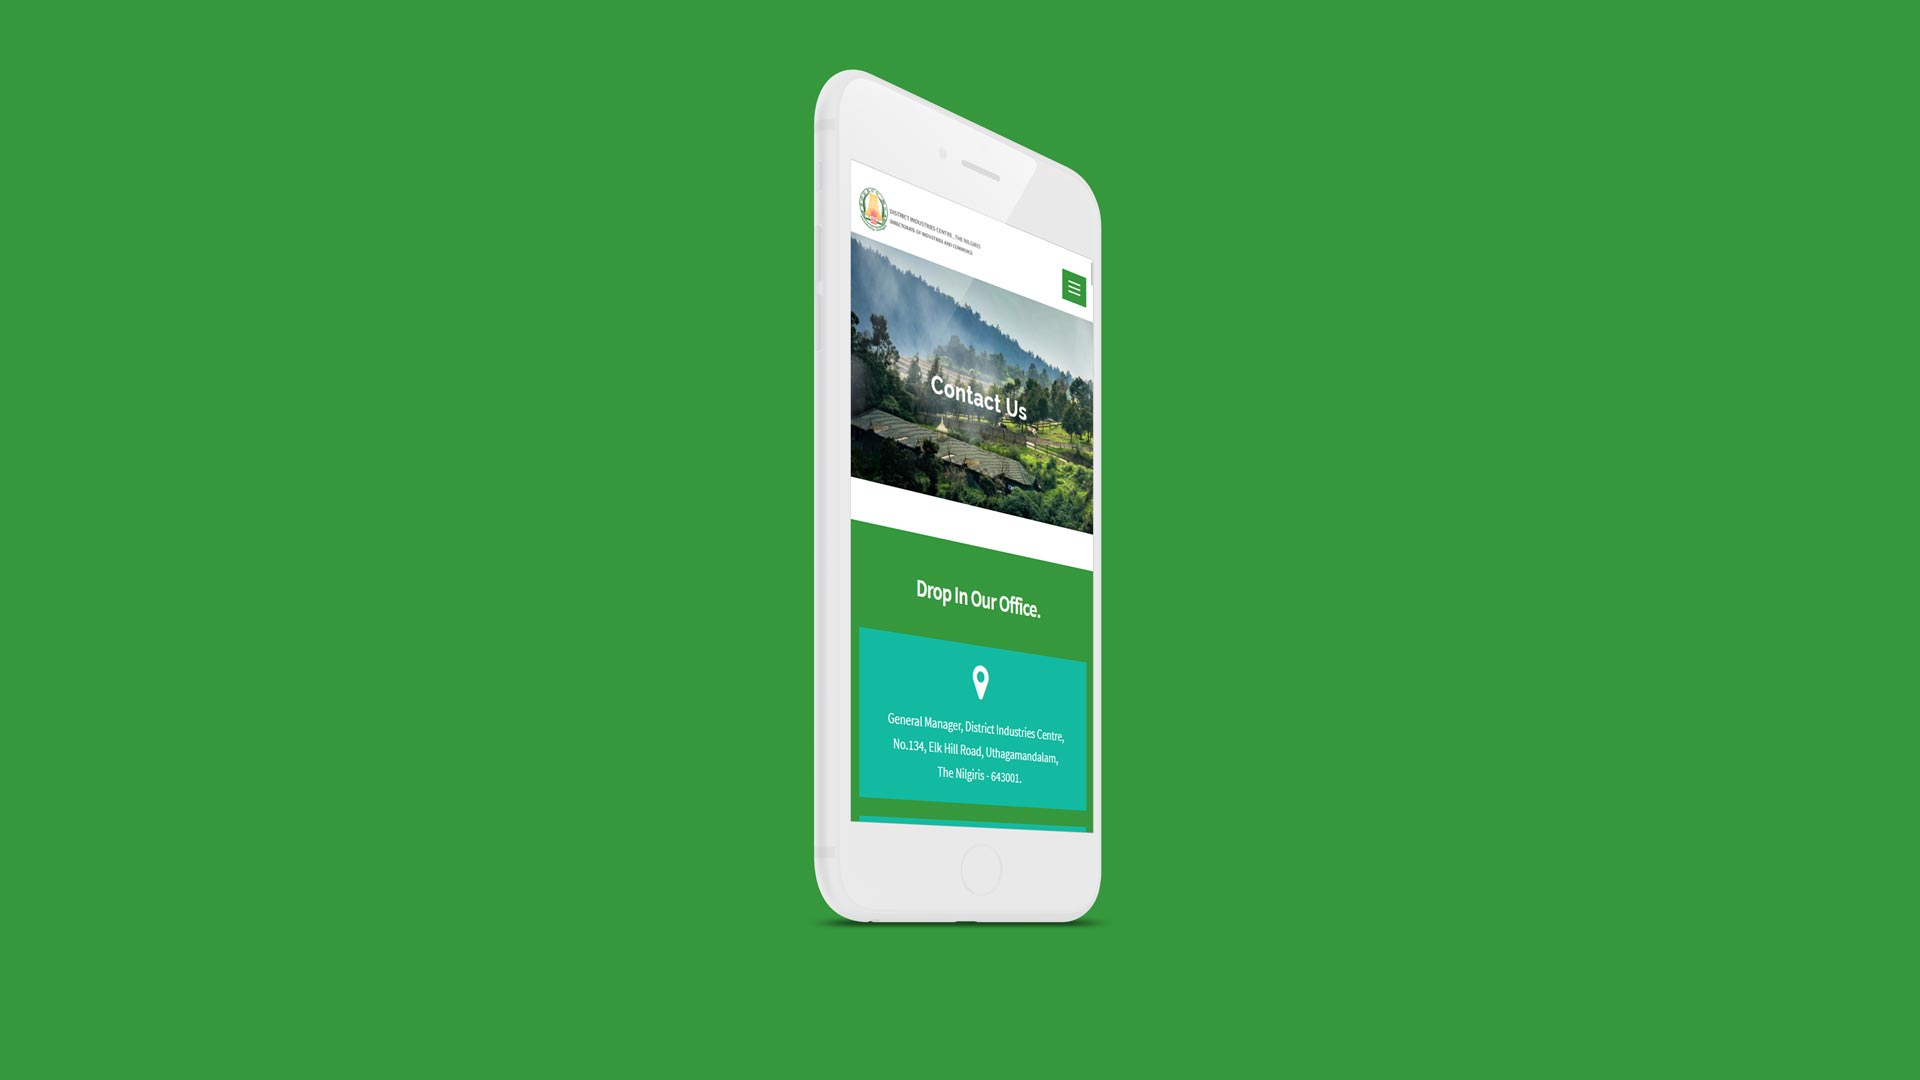 DISTRICT INDUSTRIES CENTRE, THE NILGIRIS
DIRECTORATE OF INDUSTRIES AND COMMERCE
Contact Us
Drop In Our Office.
General Manager, District Industries Centre,
No.134, Elk Hill Road, Uthagamandalam,
The Nilgiris - 643001.